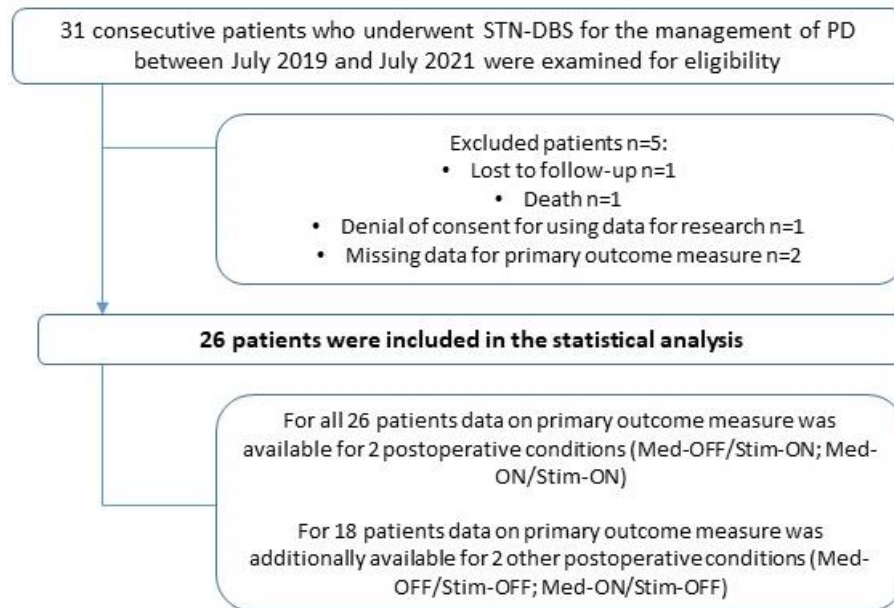 31 consecutive patients who underwent STN-DBS for the management of PD
between July 2019 and July 2021 were examined for eligibility
Excluded patients n=5:
• Lost to follow-up n=1
• Death n=1
• Denial of consent for using data for research n=1
• Missing data for primary outcome measure n=2
26 patients were included in the statistical analysis
For all 26 patients data on primary outcome measure was
available for 2 postoperative conditions (Med-OFF/Stim-ON; Med-
ON/Stim-ON)
For 18 patients data on primary outcome measure was
additionally available for 2 other postoperative conditions (Med-
OFF/Stim-OFF; Med-ON/Stim-OFF)